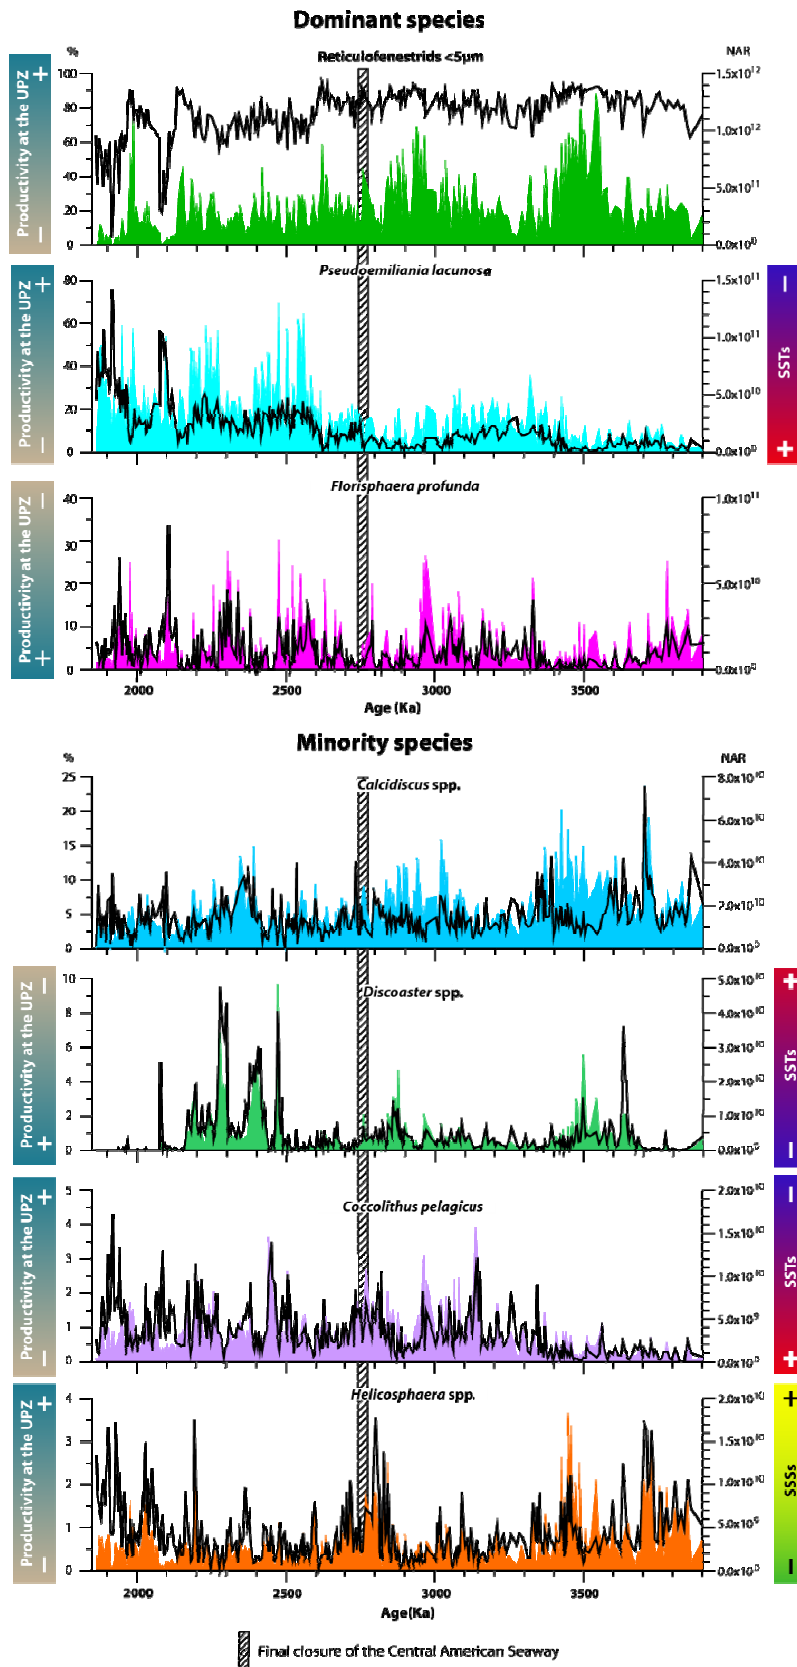 Dominant species
% Reticulofenestrids <5µm NAR
Productivity at the UPZ
+
−
100
80
60
40
20
0
1.5x10¹²
1.0x10¹²
5.0x10¹¹
0.0x10⁰
Pseudoemiliania lacunosa
Productivity at the UPZ
+
−
80
60
40
20
0
1.5x10¹¹
1.0x10¹¹
5.0x10¹⁰
0.0x10⁰
−
SSTs
+
Florisphaera profunda
Productivity at the UPZ
−
+
40
30
20
10
0
1.0x10¹¹
5.0x10¹⁰
0.0x10⁰
2000 2500 3000 3500
Age (Ka)
Minority species
% NAR
Calcidiscus spp.
25
20
15
10
5
0
8.0x10¹⁰
6.0x10¹⁰
4.0x10¹⁰
2.0x10¹⁰
0.0x10⁰
Discoaster spp.
Productivity at the UPZ
−
+
10
8
6
4
2
0
5.0x10¹⁰
4.0x10¹⁰
3.0x10¹⁰
2.0x10¹⁰
1.0x10¹⁰
0.0x10⁰
+
SSTs
−
Coccolithus pelagicus
Productivity at the UPZ
+
−
5
4
3
2
1
0
2.0x10¹⁰
1.5x10¹⁰
1.0x10¹⁰
5.0x10⁹
0.0x10⁰
−
SSTs
+
Helicosphaera spp.
Productivity at the UPZ
+
−
4
3
2
1
0
2.0x10¹⁰
1.5x10¹⁰
1.0x10¹⁰
5.0x10⁹
0.0x10⁰
+
SSSs
−
2000 2500 3000 3500
Age(Ka)
Final closure of the Central American Seaway